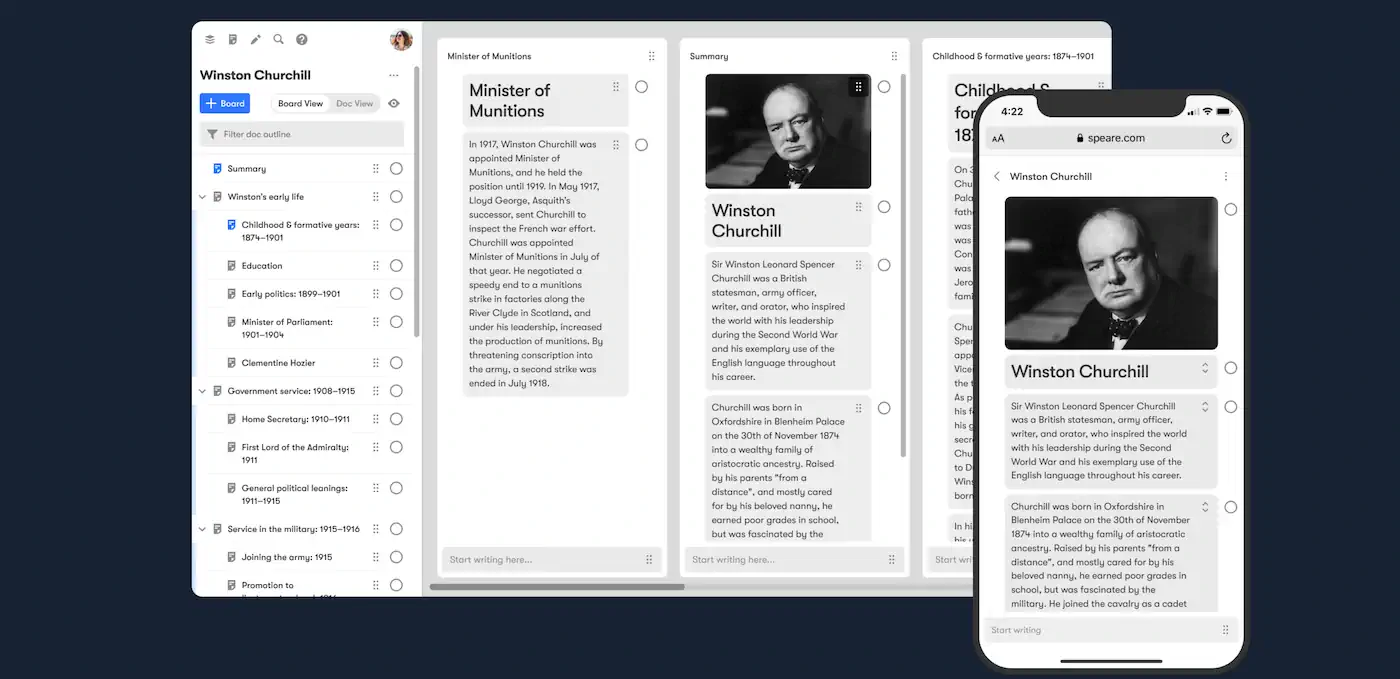 Winston Churchill
Board
Board View
Doc View
Filter doc outline
Summary
Winston's early life
Childhood & formative years:
1874–1901
Education
Early politics: 1899–1901
Minister of Parliament:
1901–1904
Clementine Hozier
Government service: 1908–1915
Home Secretary: 1910–1911
First Lord of the Admiralty:
1911
General political leanings:
1911–1915
Service in the military: 1915–1916
Joining the army: 1915
Promotion to
Minister of Munitions
Minister of
Munitions
In 1917, Winston Churchill was
appointed Minister of
Munitions, and he held the
position until 1919. In May 1917,
Lloyd George, Asquith's
successor, sent Churchill to
inspect the French war effort.
Churchill was appointed
Minister of Munitions in July of
that year. He negotiated a
speedy end to a munitions
strike in factories along the
River Clyde in Scotland, and
under his leadership, increased
the production of munitions. By
threatening conscription into
the army, a second strike was
ended in July 1918.
Start writing here...
Summary
Winston
Churchill
Sir Winston Leonard Spencer
Churchill was a British
statesman, army officer,
writer, and orator, who inspired
the world with his leadership
during the Second World War
and his exemplary use of the
English language throughout
his career.
Churchill was born in
Oxfordshire in Blenheim Palace
on the 30th of November 1874
into a wealthy family of
aristocratic ancestry. Raised
by his parents "from a
distance", and mostly cared
for by his beloved nanny, he
earned poor grades in school,
but was fascinated by the
Start writing here...
Childhood & formative years: 1874–1901
Childhood &
for
187
On 3
Chu
Pala
fath
was
was
Con
was
Jero
fami
Chu
Spen
appo
Vice
the t
As p
his f
his g
secr
Chu
to D
Wins
born
In hi
Start wri
4:22
AA
speare.com
Winston Churchill
Winston Churchill
Sir Winston Leonard Spencer Churchill
was a British statesman, army officer,
writer, and orator, who inspired the world
with his leadership during the Second
World War and his exemplary use of the
English language throughout his career.
Churchill was born in Oxfordshire in
Blenheim Palace on the 30th of November
1874 into a wealthy family of aristocratic
ancestry. Raised by his parents "from a
distance", and mostly cared for by his
beloved nanny, he earned poor grades in
school, but was fascinated by the
military. He joined the cavalry as a cadet
Start writing